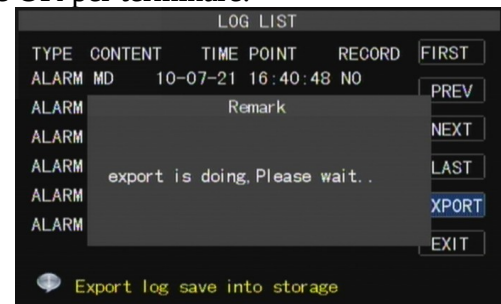 per terminare.
LOG LIST
TYPE CONTENT TIME POINT RECORD FIRST
ALARM MD 10-07-21 16:40:48 NO
PREV
ALARM Remark
ALARM NEXT
ALARM export is doing,Please wait.. LAST
ALARM XPORT
ALARM
EXIT
Export log save into storage